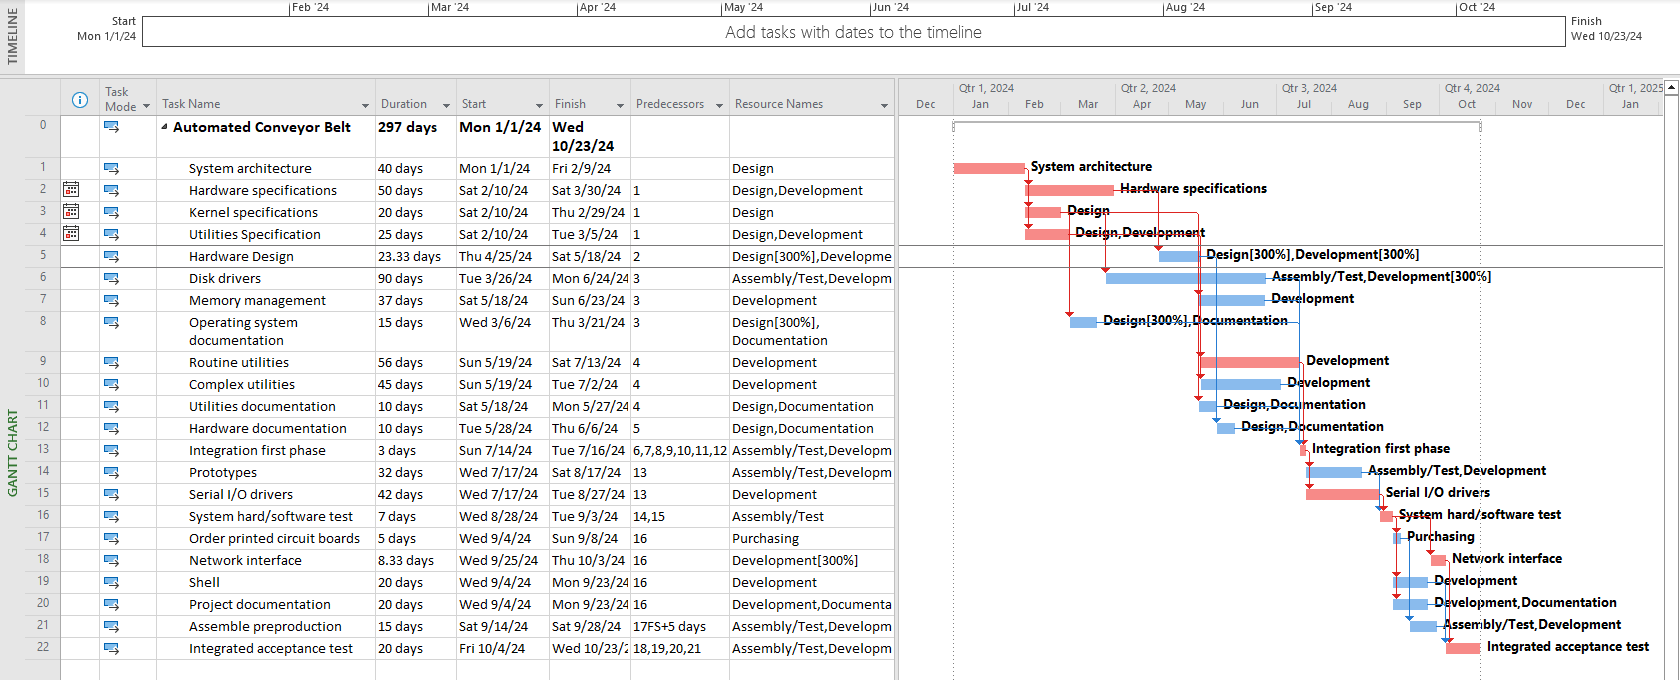 TIMELINE
Feb '24 Mar '24 Apr '24 May '24 Jun '24 Jul '24 Aug '24 Sep '24 Oct '24
Start
Mon 1/1/24
Add tasks with dates to the timeline
Finish
Wed 10/23/24
GANTT CHART
Task Mode Task Name Duration Start Finish Predecessors Resource Names
0 Automated Conveyor Belt 297 days Mon 1/1/24 Wed 10/23/24
1 System architecture 40 days Mon 1/1/24 Fri 2/9/24 Design
2 Hardware specifications 50 days Sat 2/10/24 Sat 3/30/24 1 Design,Development
3 Kernel specifications 20 days Sat 2/10/24 Thu 2/29/24 1 Design
4 Utilities Specification 25 days Sat 2/10/24 Tue 3/5/24 1 Design,Development
5 Hardware Design 23.33 days Thu 4/25/24 Sat 5/18/24 2 Design[300%],Developme
6 Disk drivers 90 days Tue 3/26/24 Mon 6/24/24 3 Assembly/Test,Developm
7 Memory management 37 days Sat 5/18/24 Sun 6/23/24 3 Development
8 Operating system documentation 15 days Wed 3/6/24 Thu 3/21/24 3 Design[300%], Documentation
9 Routine utilities 56 days Sun 5/19/24 Sat 7/13/24 4 Development
10 Complex utilities 45 days Sun 5/19/24 Tue 7/2/24 4 Development
11 Utilities documentation 10 days Sat 5/18/24 Mon 5/27/24 4 Design,Documentation
12 Hardware documentation 10 days Tue 5/28/24 Thu 6/6/24 5 Design,Documentation
13 Integration first phase 3 days Sun 7/14/24 Tue 7/16/24 6,7,8,9,10,11,12 Assembly/Test,Developm
14 Prototypes 32 days Wed 7/17/24 Sat 8/17/24 13 Assembly/Test,Developm
15 Serial I/O drivers 42 days Wed 7/17/24 Tue 8/27/24 13 Development
16 System hard/software test 7 days Wed 8/28/24 Tue 9/3/24 14,15 Assembly/Test
17 Order printed circuit boards 5 days Wed 9/4/24 Sun 9/8/24 16 Purchasing
18 Network interface 8.33 days Wed 9/25/24 Thu 10/3/24 16 Development[300%]
19 Shell 20 days Wed 9/4/24 Mon 9/23/24 16 Development
20 Project documentation 20 days Wed 9/4/24 Mon 9/23/24 16 Development,Documenta
21 Assemble preproduction 15 days Sat 9/14/24 Sat 9/28/24 17FS+5 days Assembly/Test,Developm
22 Integrated acceptance test 20 days Fri 10/4/24 Wed 10/23/2 18,19,20,21 Assembly/Test,Developm
Qtr 1, 2024 Qtr 2, 2024 Qtr 3, 2024 Qtr 4, 2024 Qtr 1, 2025
Dec Jan Feb Mar Apr May Jun Jul Aug Sep Oct Nov Dec Jan
System architecture
Hardware specifications
Design
Design,Development
Design[300%],Development[300%]
Assembly/Test,Development[300%]
Development
Design[300%],Documentation
Development
Development
Design,Documentation
Design,Documentation
Integration first phase
Assembly/Test,Development
Serial I/O drivers
System hard/software test
Purchasing
Network interface
Development
Development,Documentation
Assembly/Test,Development
Integrated acceptance test